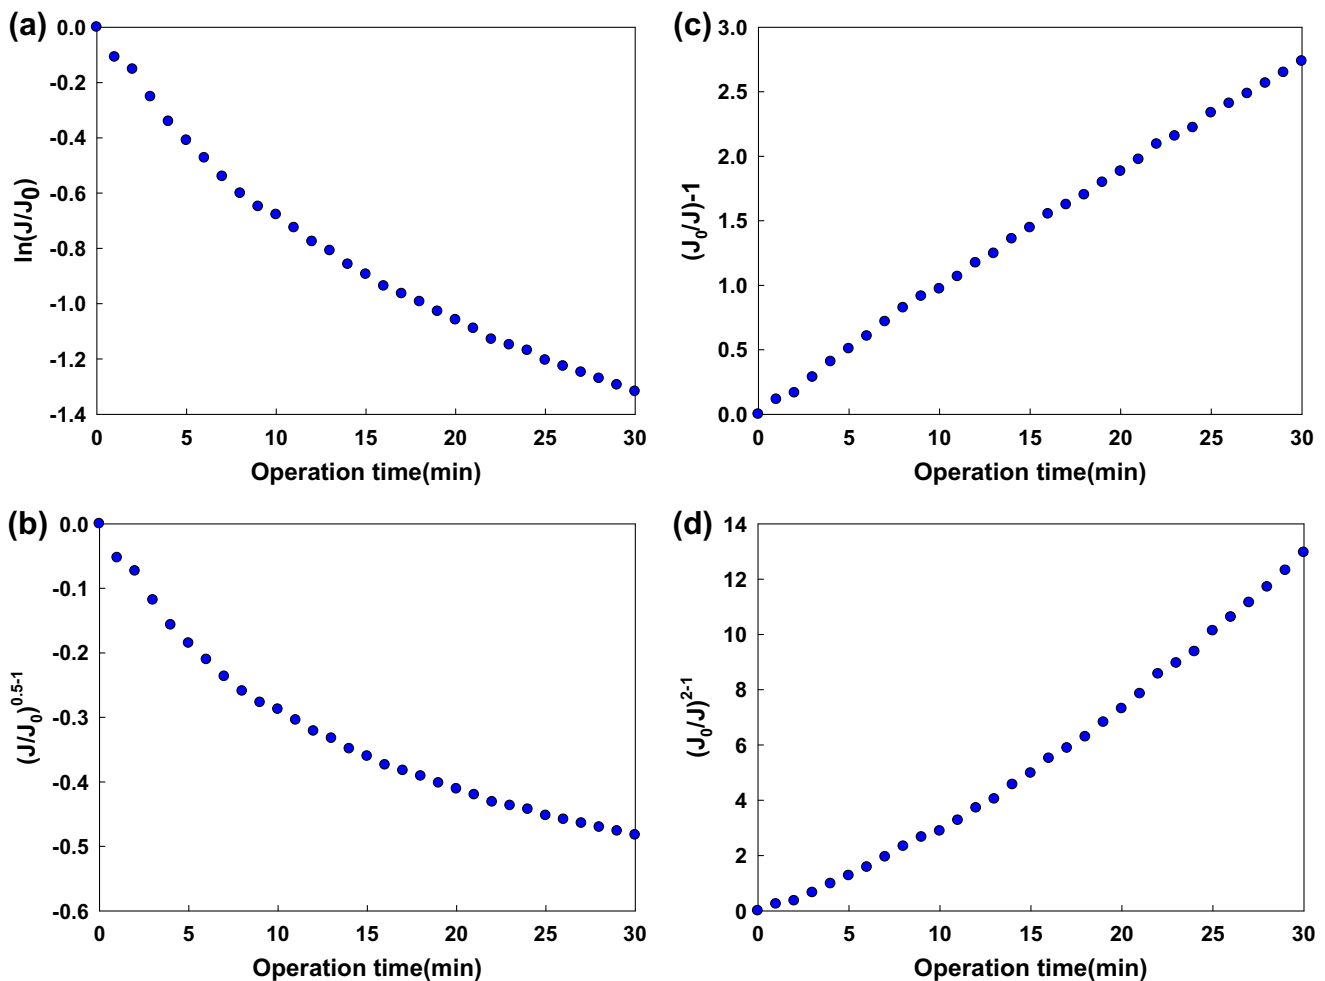 (a)
0.0
-0.2
-0.4
-0.6
-0.8
-1.0
-1.2
-1.4
ln(J/J0)
0 5 10 15 20 25 30
Operation time(min)
(c)
3.0
2.5
2.0
1.5
1.0
0.5
0.0
(J0/J)-1
0 5 10 15 20 25 30
Operation time(min)
(b)
0.0
-0.1
-0.2
-0.3
-0.4
-0.5
-0.6
(J/J0)0.5-1
0 5 10 15 20 25 30
Operation time(min)
(d)
14
12
10
8
6
4
2
0
(J0/J)2-1
0 5 10 15 20 25 30
Operation time(min)